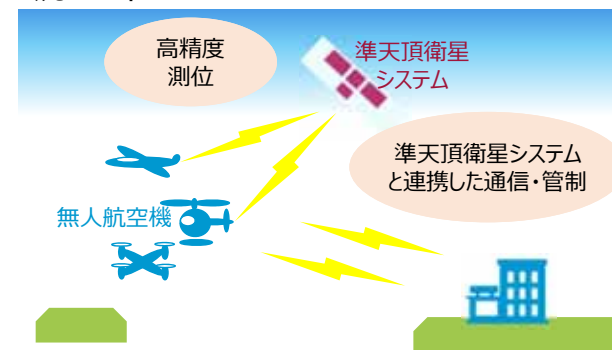 高精度
測位
準天頂衛星
システム
準天頂衛星システム
と連携した通信・管制
無人航空機